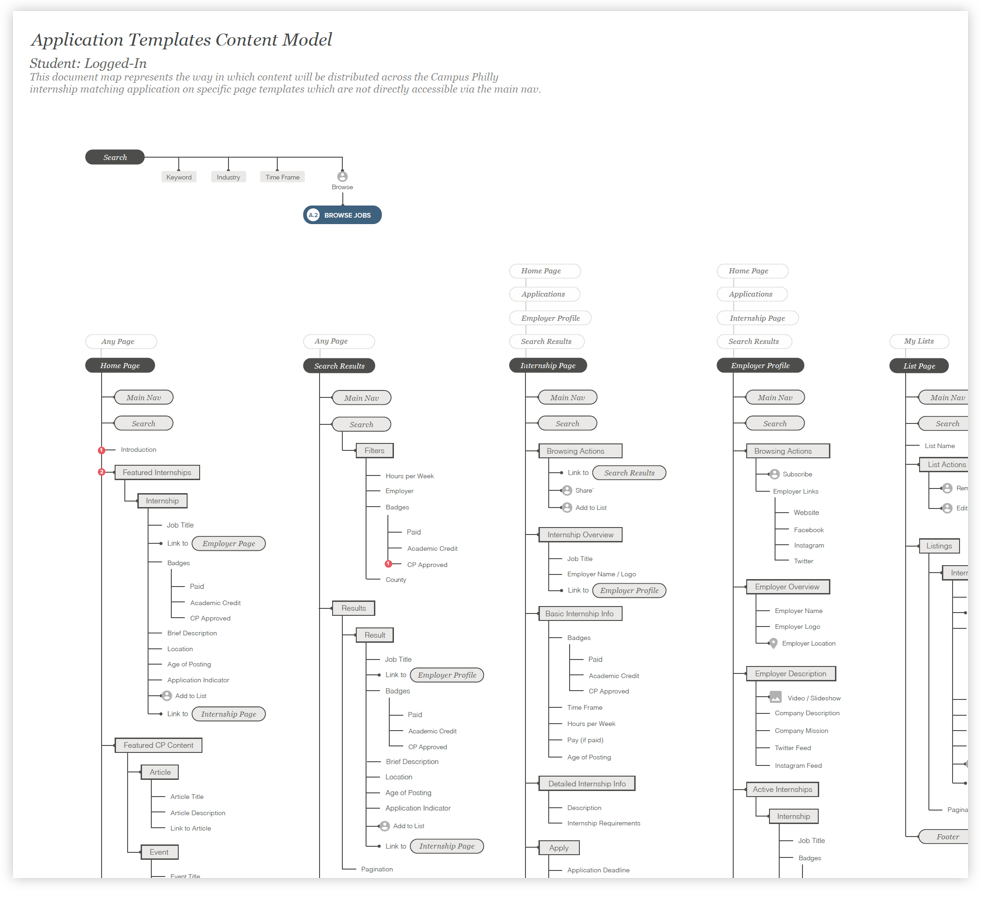 Application Templates Content Model
Student: Logged-In
This document map represents the way in which content will be distributed across the Campus Philly
internship matching application on specific page templates which are not directly accessible via the main nav.
Search
Keyword
Industry
Time Frame
Browse
A.2 BROWSE JOBS
Any Page
Home Page
Main Nav
Search
1
Introduction
2
Featured Internships
Internship
Job Title
Link to Employer Page
Badges
Paid
Academic Credit
CP Approved
Brief Description
Location
Age of Posting
Application Indicator
Add to List
Link to Internship Page
Featured CP Content
Article
Article Title
Article Description
Link to Article
Event
Event Title
Any Page
Search Results
Main Nav
Search
Filters
Hours per Week
Employer
Badges
Paid
Academic Credit
CP Approved
County
Results
Result
Job Title
Link to Employer Profile
Badges
Paid
Academic Credit
CP Approved
Brief Description
Location
Age of Posting
Application Indicator
Add to List
Link to Internship Page
Pagination
Home Page
Applications
Employer Profile
Search Results
Internship Page
Main Nav
Search
Browsing Actions
Link to Search Results
Share'
Add to List
Internship Overview
Job Title
Employer Name / Logo
Link to Employer Profile
Basic Internship Info
Badges
Paid
Academic Credit
CP Approved
Time Frame
Hours per Week
Pay (if paid)
Age of Posting
Detailed Internship Info
Description
Internship Requirements
Apply
Application Deadline
Home Page
Applications
Internship Page
Search Results
Employer Profile
Main Nav
Search
Browsing Actions
Subscribe
Employer Links
Website
Facebook
Instagram
Twitter
Employer Overview
Employer Name
Employer Logo
Employer Location
Employer Description
Video / Slideshow
Company Description
Company Mission
Twitter Feed
Instagram Feed
Active Internships
Internship
Job Title
Badges
My Lists
List Page
Main Nav
Search
List Name
List Actions
Listings
Footer